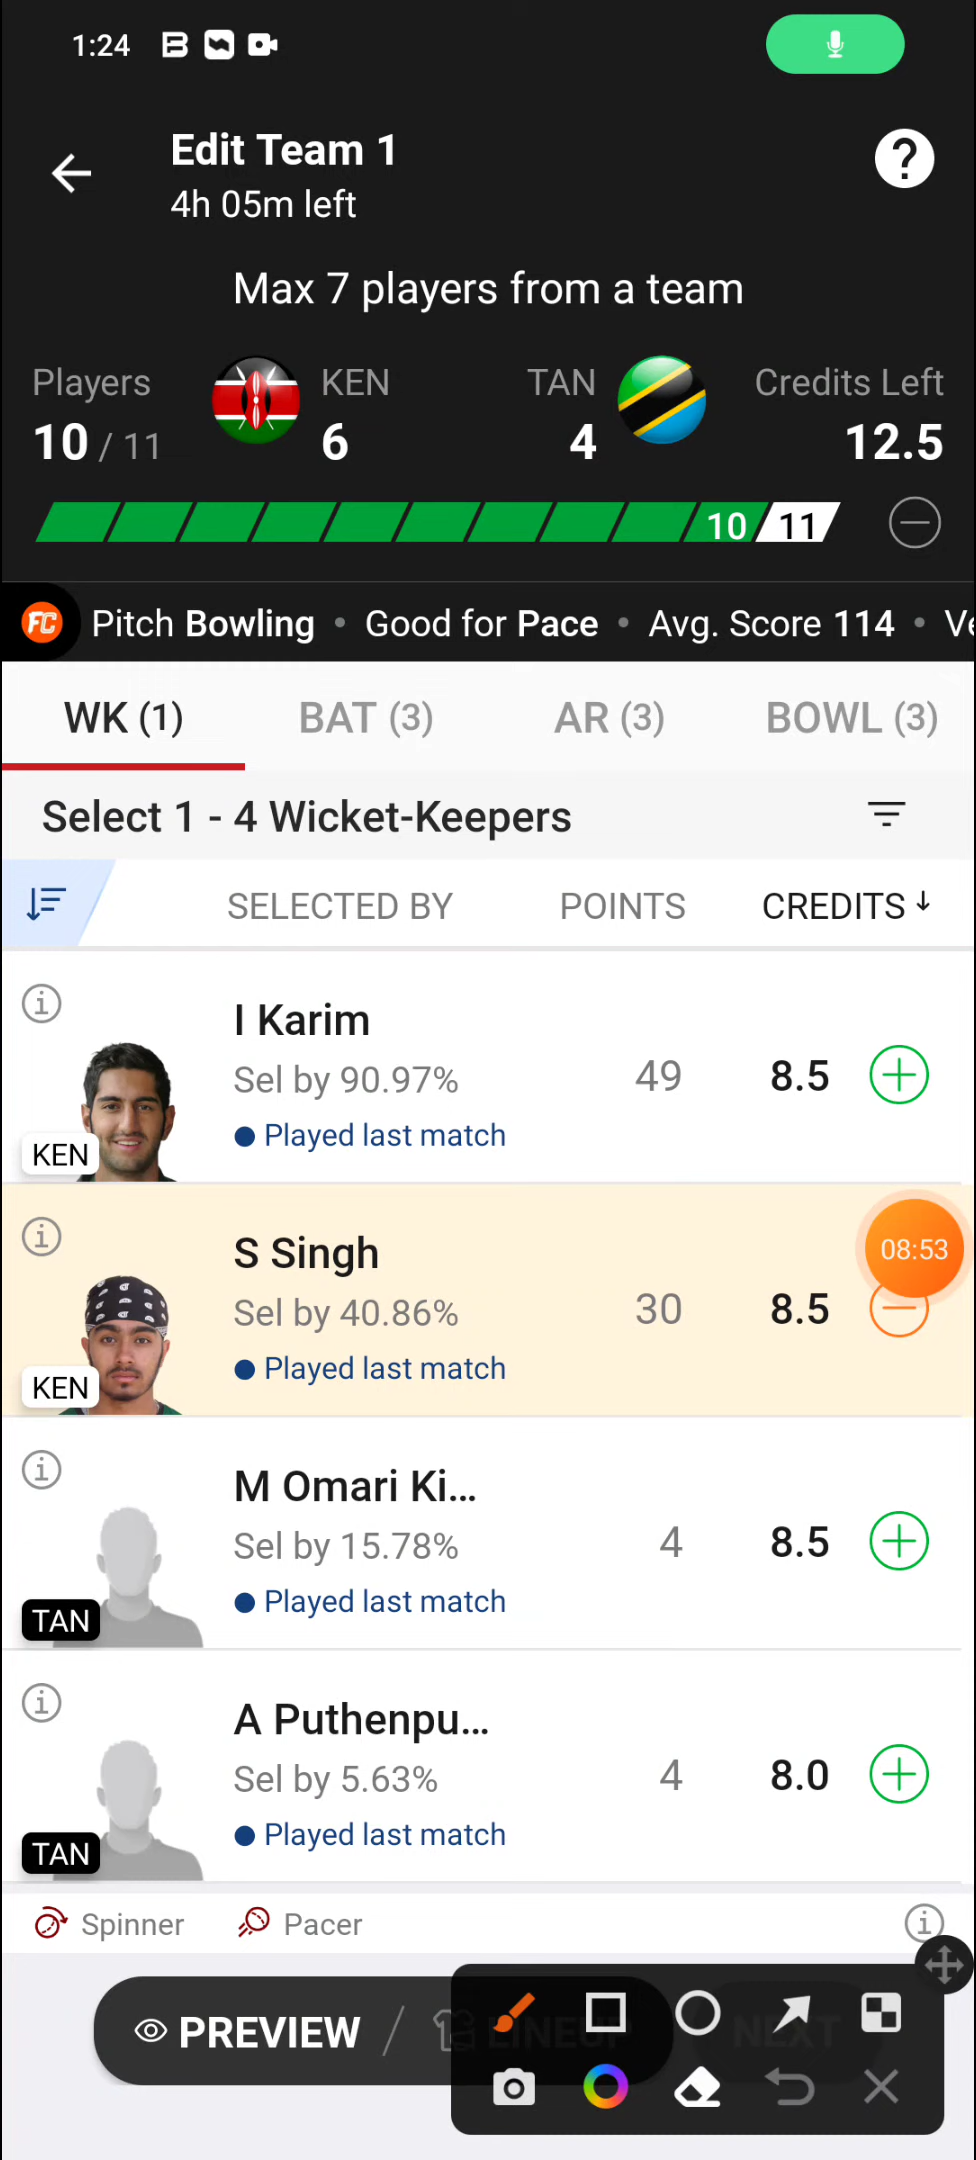 1:24
Edit Team 1
4h 05m left
Max 7 players from a team
Players KEN TAN Credits Left
10 / 11 6 4 12.5
10 11
FC Pitch Bowling • Good for Pace • Avg. Score 114 •
WK (1) BAT (3) AR (3) BOWL (3)
Select 1 - 4 Wicket-Keepers
SELECTED BY POINTS CREDITS ↓
I Karim
Sel by 90.97% 49 8.5
Played last match
KEN
S Singh
08:53
Sel by 40.86% 30 8.5
Played last match
KEN
M Omari Ki...
Sel by 15.78% 4 8.5
Played last match
TAN
A Puthenpu...
Sel by 5.63% 4 8.0
Played last match
TAN
Spinner Pacer
PREVIEW / LINEUP NEXT